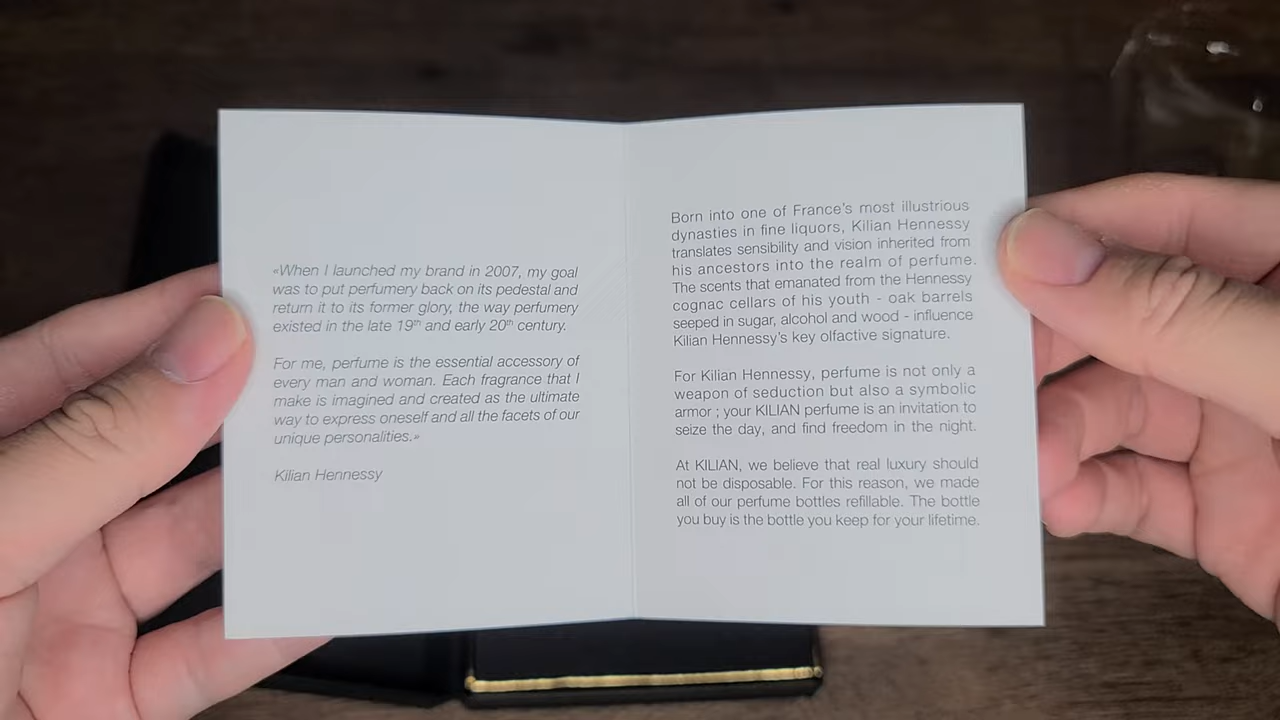 «When I launched my brand in 2007, my goal
was to put perfumery back on its pedestal and
return it to its former glory, the way perfumery
existed in the late 19th and early 20th century.
For me, perfume is the essential accessory of
every man and woman. Each fragrance that I
make is imagined and created as the ultimate
way to express oneself and all the facets of our
unique personalities.»
Kilian Hennessy
Born into one of France's most illustrious
dynasties in fine liquors, Kilian Hennessy
translates sensibility and vision inherited from
his ancestors into the realm of perfume.
The scents that emanated from the Hennessy
cognac cellars of his youth - oak barrels
seeped in sugar, alcohol and wood - influence
Kilian Hennessy's key olfactive signature.
For Kilian Hennessy, perfume is not only a
weapon of seduction but also a symbolic
armor ; your KILIAN perfume is an invitation to
seize the day, and find freedom in the night.
At KILIAN, we believe that real luxury should
not be disposable. For this reason, we made
all of our perfume bottles refillable. The bottle
you buy is the bottle you keep for your lifetime.